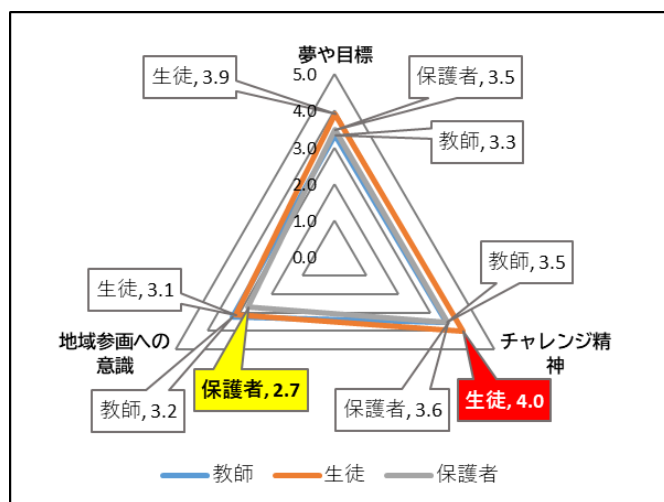 夢や目標
5.0
4.0
3.0
2.0
1.0
0.0
生徒, 3.9
保護者, 3.5
教師, 3.3
教師, 3.5
生徒, 3.1
地域参画への
意識
チャレンジ精
神
保護者, 2.7
教師, 3.2
保護者, 3.6
生徒, 4.0
教師
生徒
保護者